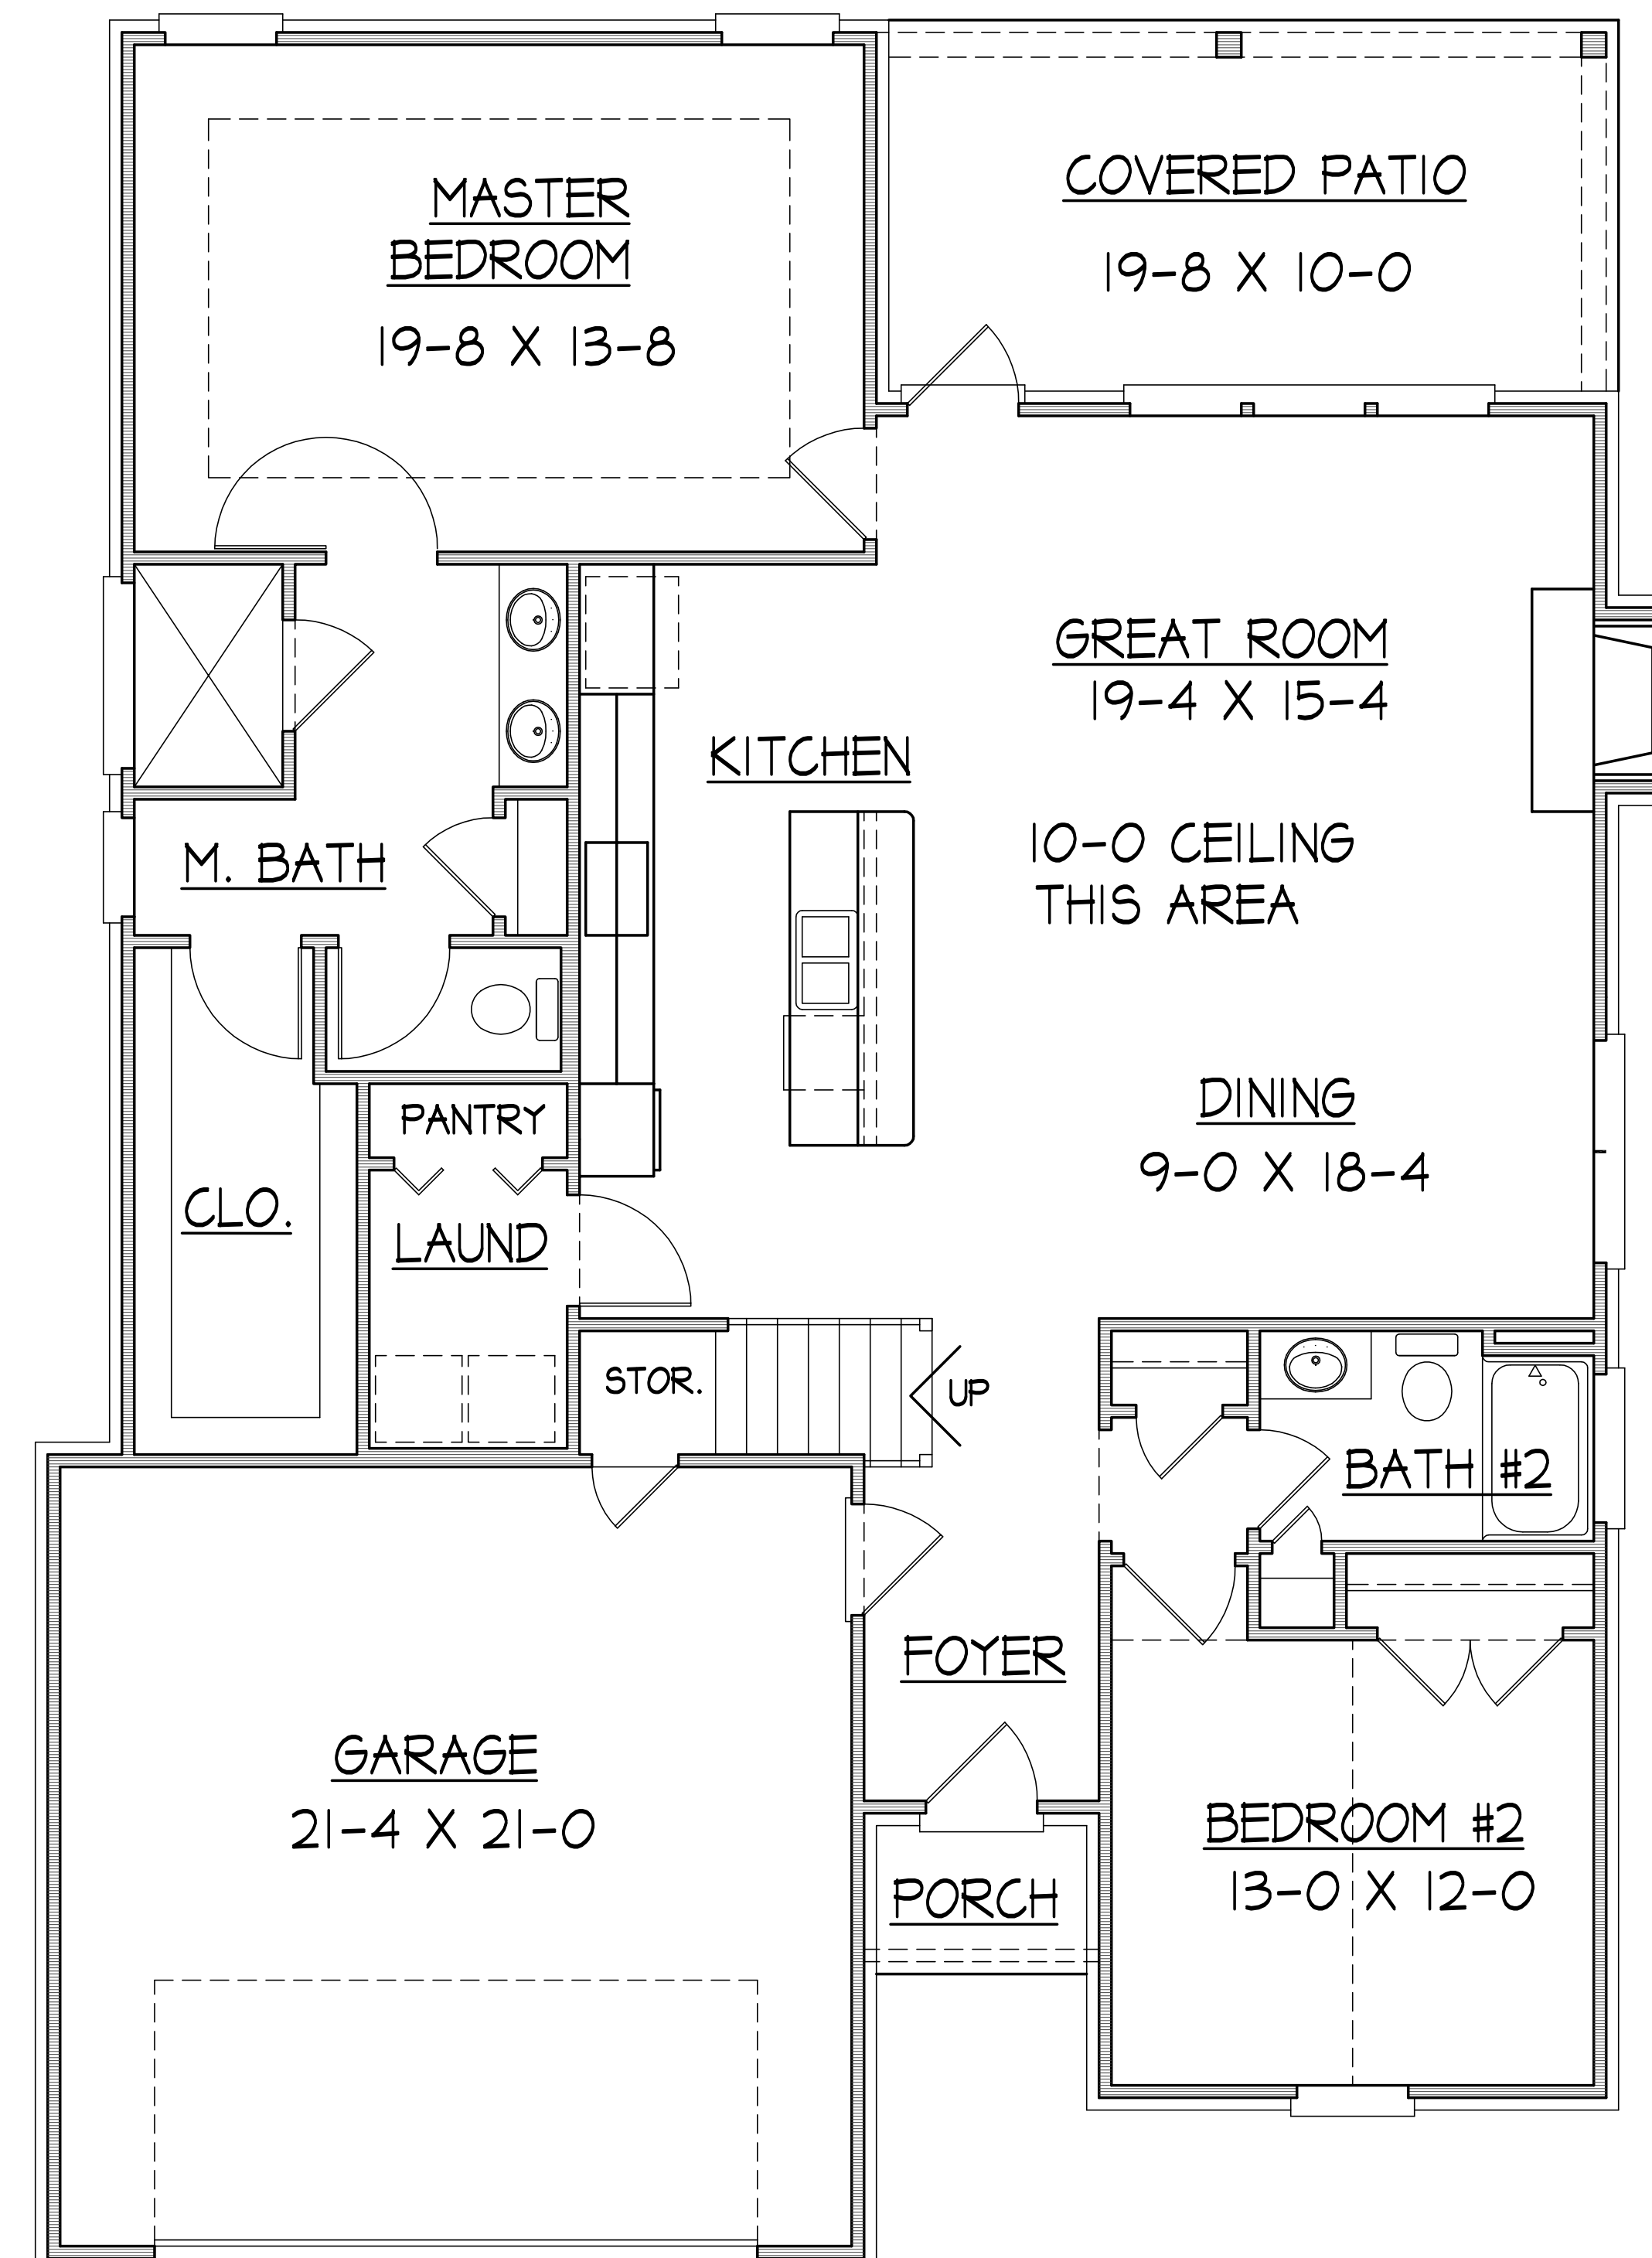 MASTER
BEDROOM
19-8 X 13-8
COVERED PATIO
19-8 X 10-0
GREAT ROOM
19-4 X 15-4
KITCHEN
10-0 CEILING
THIS AREA
M. BATH
DINING
9-0 X 18-4
PANTRY
CLO.
LAUND
STOR.
UP
BATH #2
FOYER
GARAGE
21-4 X 21-0
BEDROOM #2
13-0 X 12-0
PORCH